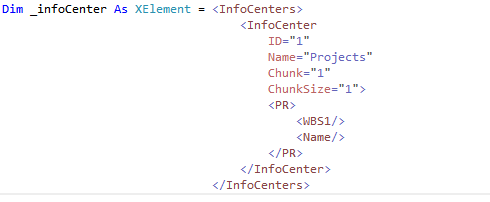 Dim _infoCenter As XElement = <InfoCenters>
<InfoCenter
ID="1"
Name="Projects"
Chunk="1"
ChunkSize="1">
<PR>
<WBS1/>
<Name/>
</PR>
</InfoCenter>
</InfoCenters>